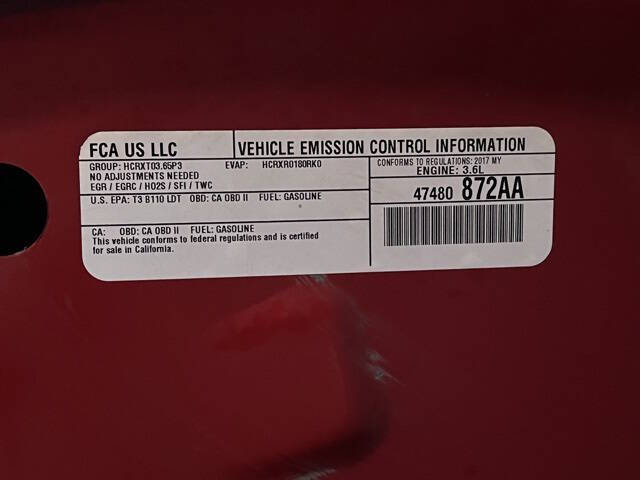 FCA US LLC
VEHICLE EMISSION CONTROL INFORMATION
GROUP: HCRXT03.65P3 EVAP: HCRXR0180RK0
NO ADJUSTMENTS NEEDED
EGR / EGRC / HO2S / SFI / TWC
CONFORMS TO REGULATIONS: 2017 MY
ENGINE: 3.6L
U.S. EPA: T3 B110 LDT OBD: CA OBD II FUEL: GASOLINE
47480 872AA
CA: OBD: CA OBD II FUEL: GASOLINE
This vehicle conforms to federal regulations and is certified
for sale in California.